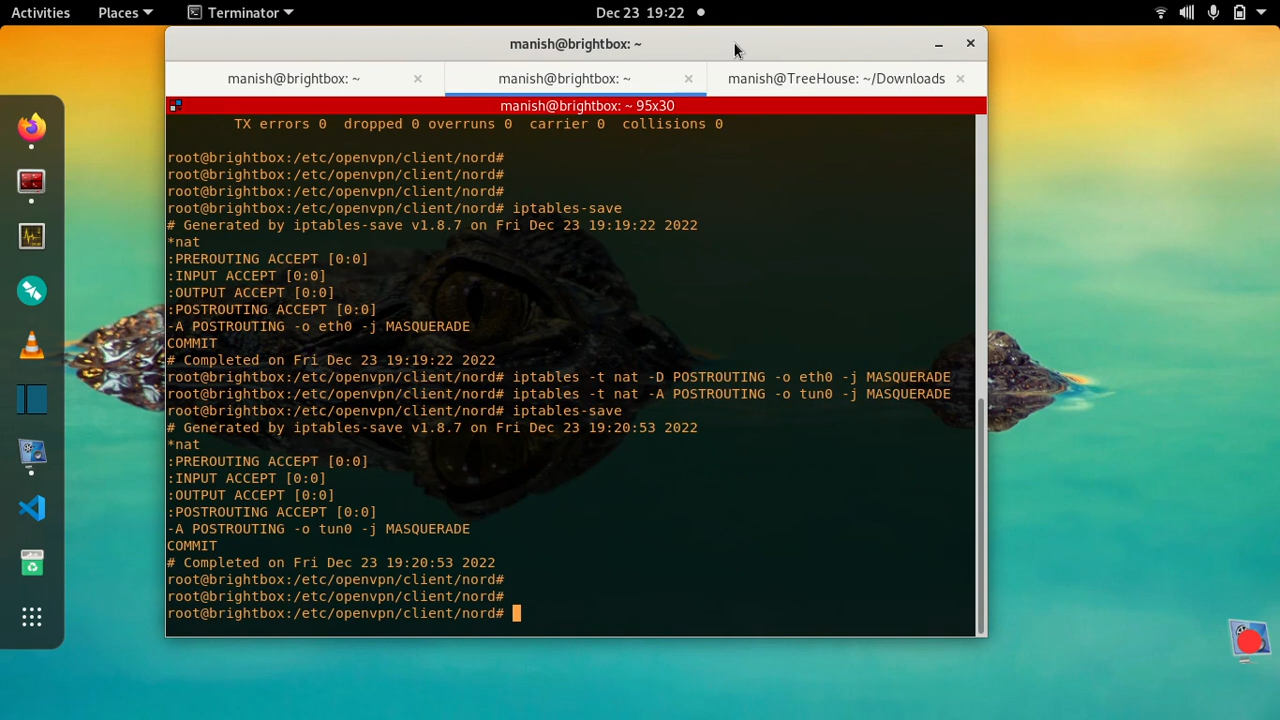 Activities Places Terminator Dec 23 19:22
manish@brightbox: ~
manish@brightbox: ~ manish@brightbox: ~ manish@TreeHouse: ~/Downloads
manish@brightbox: ~ 95x30
TX errors 0  dropped 0 overruns 0  carrier 0  collisions 0
root@brightbox:/etc/openvpn/client/nord#
root@brightbox:/etc/openvpn/client/nord#
root@brightbox:/etc/openvpn/client/nord#
root@brightbox:/etc/openvpn/client/nord# iptables-save
# Generated by iptables-save v1.8.7 on Fri Dec 23 19:19:22 2022
*nat
:PREROUTING ACCEPT [0:0]
:INPUT ACCEPT [0:0]
:OUTPUT ACCEPT [0:0]
:POSTROUTING ACCEPT [0:0]
-A POSTROUTING -o eth0 -j MASQUERADE
COMMIT
# Completed on Fri Dec 23 19:19:22 2022
root@brightbox:/etc/openvpn/client/nord# iptables -t nat -D POSTROUTING -o eth0 -j MASQUERADE
root@brightbox:/etc/openvpn/client/nord# iptables -t nat -A POSTROUTING -o tun0 -j MASQUERADE
root@brightbox:/etc/openvpn/client/nord# iptables-save
# Generated by iptables-save v1.8.7 on Fri Dec 23 19:20:53 2022
*nat
:PREROUTING ACCEPT [0:0]
:INPUT ACCEPT [0:0]
:OUTPUT ACCEPT [0:0]
:POSTROUTING ACCEPT [0:0]
-A POSTROUTING -o tun0 -j MASQUERADE
COMMIT
# Completed on Fri Dec 23 19:20:53 2022
root@brightbox:/etc/openvpn/client/nord#
root@brightbox:/etc/openvpn/client/nord#
root@brightbox:/etc/openvpn/client/nord#